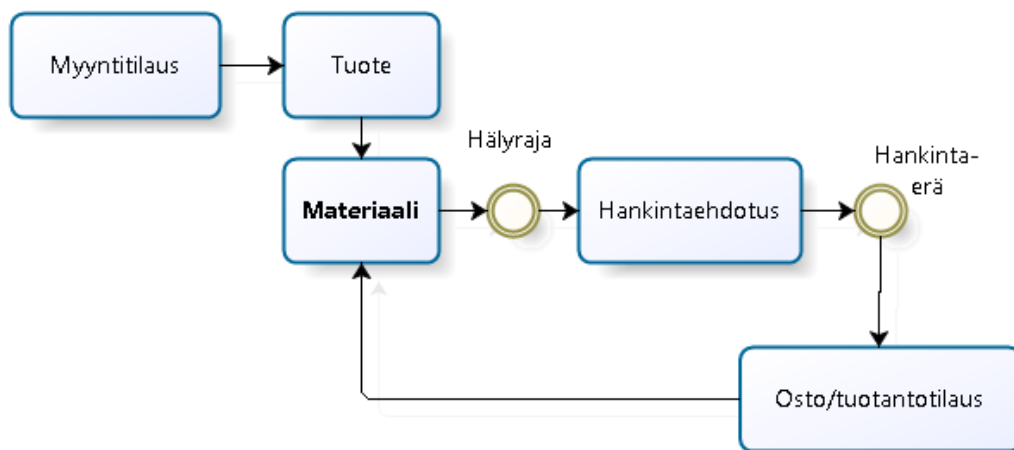 Myyntitilaus
Tuote
Hälyraja
Hankinta-
erä
Materiaali
Hankintaehdotus
Osto/tuotantotilaus